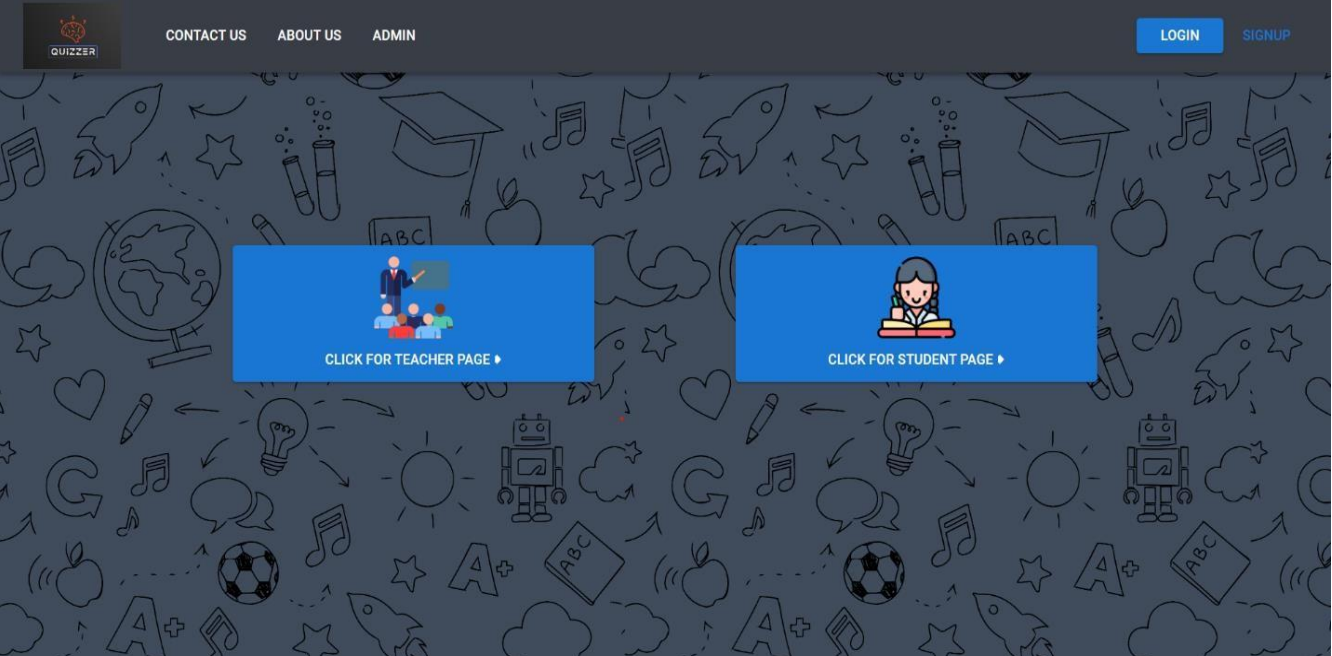 QUIZZER
CONTACT US
ABOUT US
ADMIN
LOGIN
SIGNUP
ABC
ABC
CLICK FOR TEACHER PAGE
CLICK FOR STUDENT PAGE
ABC
A+
A+
ABC
A+
A+